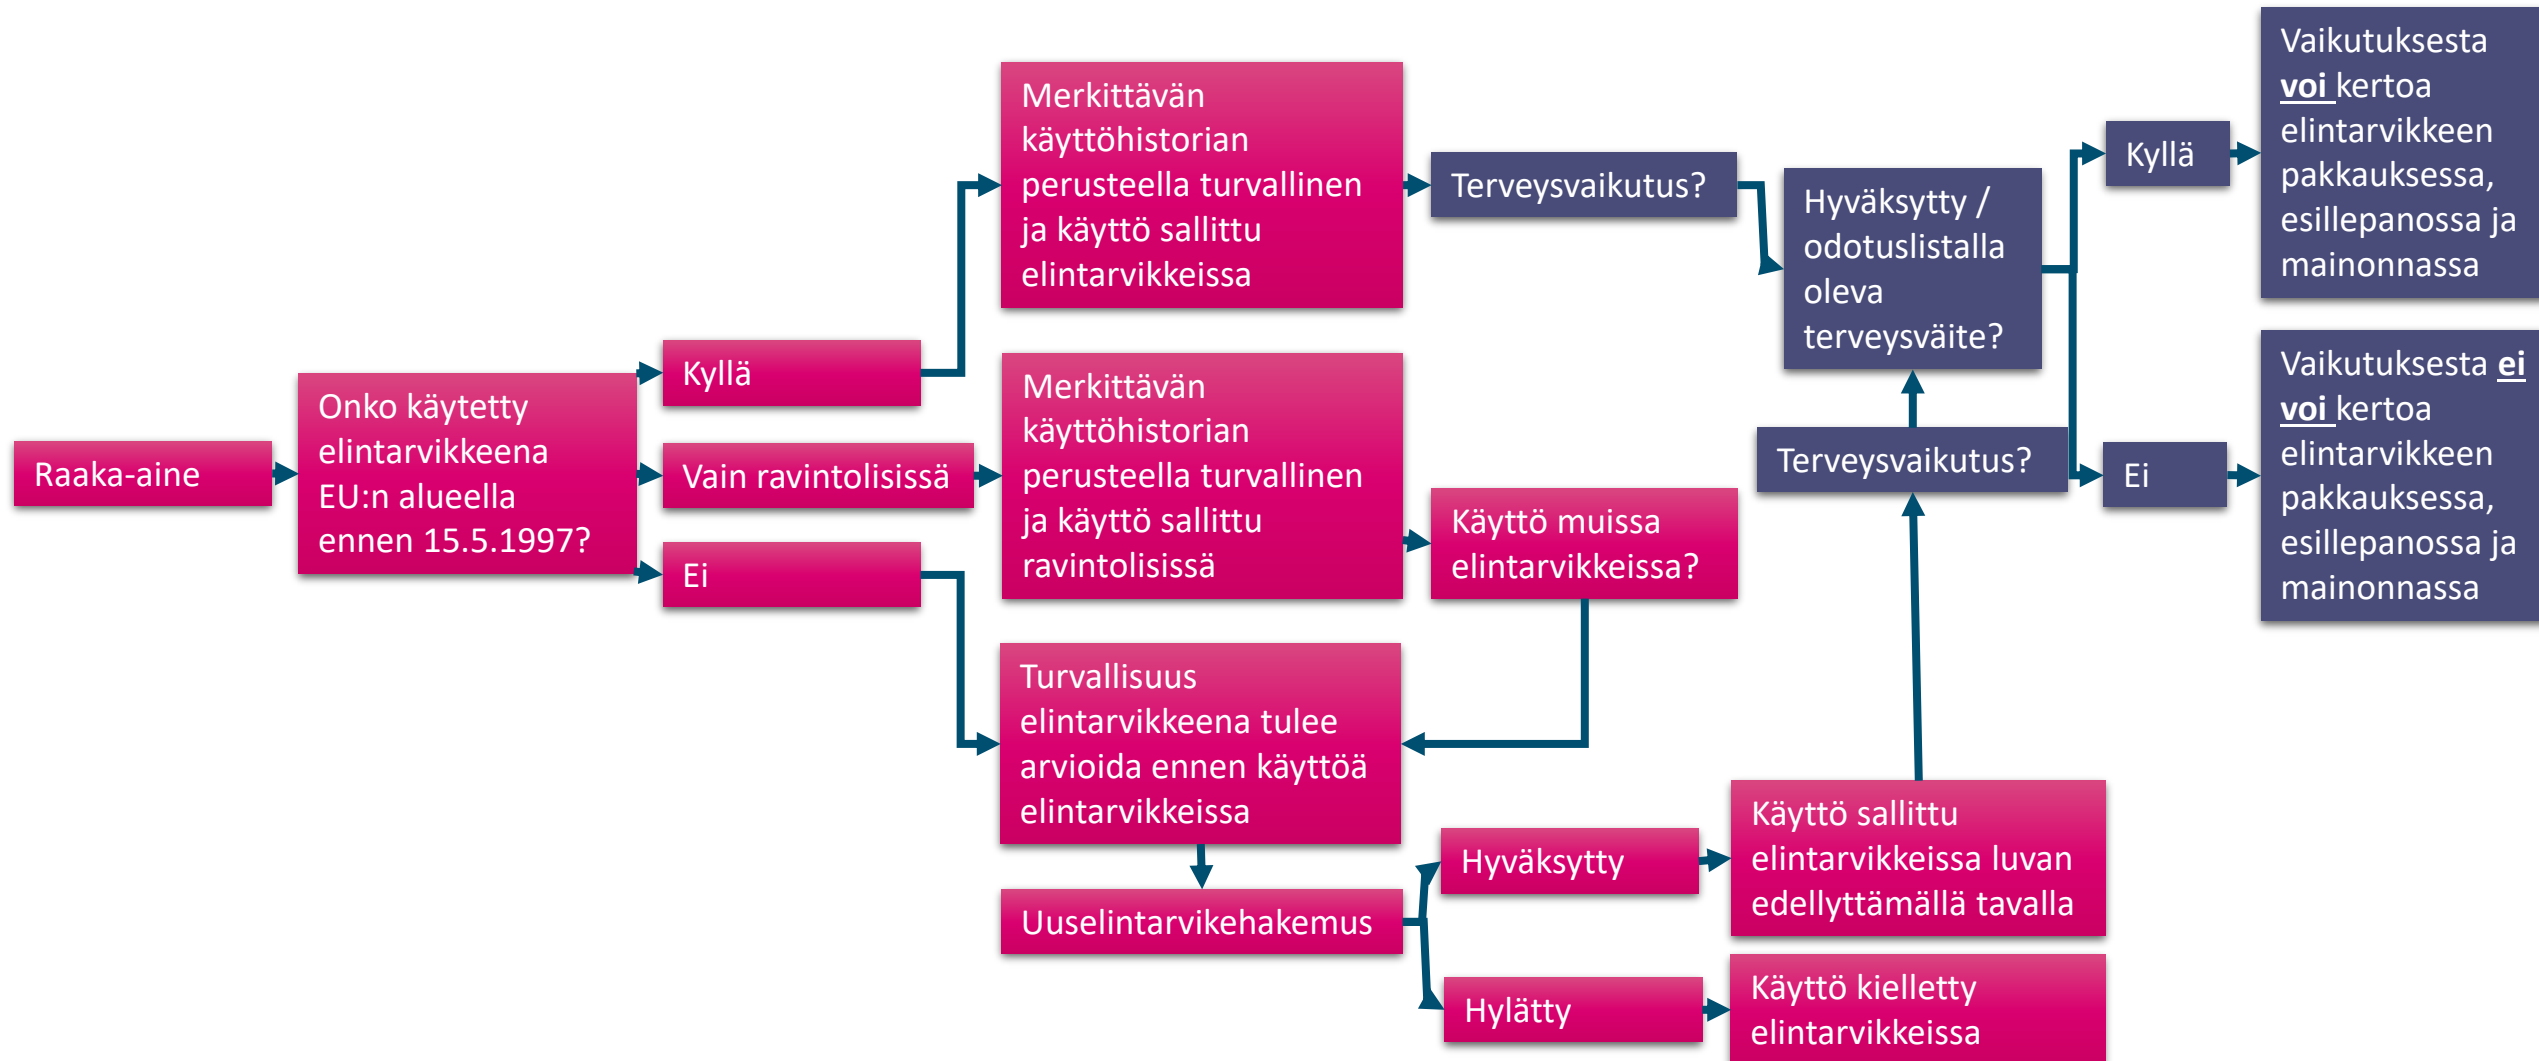 Raaka-aine
Onko käytetty
elintarvikkeena
EU:n alueella
ennen 15.5.1997?
Kyllä
Vain ravintolisissä
Ei
Merkittävän
käyttöhistorian
perusteella turvallinen
ja käyttö sallittu
elintarvikkeissa
Merkittävän
käyttöhistorian
perusteella turvallinen
ja käyttö sallittu
ravintolisissä
Turvallisuus
elintarvikkeena tulee
arvioida ennen käyttöä
elintarvikkeissa
Uuselintarvikehakemus
Terveysvaikutus?
Käyttö muissa
elintarvikkeissa?
Hyväksytty
Hylätty
Hyväksytty /
odotuslistalla
oleva
terveysväite?
Terveysvaikutus?
Käyttö sallittu
elintarvikkeissa luvan
edellyttämällä tavalla
Käyttö kielletty
elintarvikkeissa
Kyllä
Ei
Vaikutuksesta
voi kertoa
elintarvikkeen
pakkauksessa,
esillepanossa ja
mainonnassa
Vaikutuksesta ei
voi kertoa
elintarvikkeen
pakkauksessa,
esillepanossa ja
mainonnassa